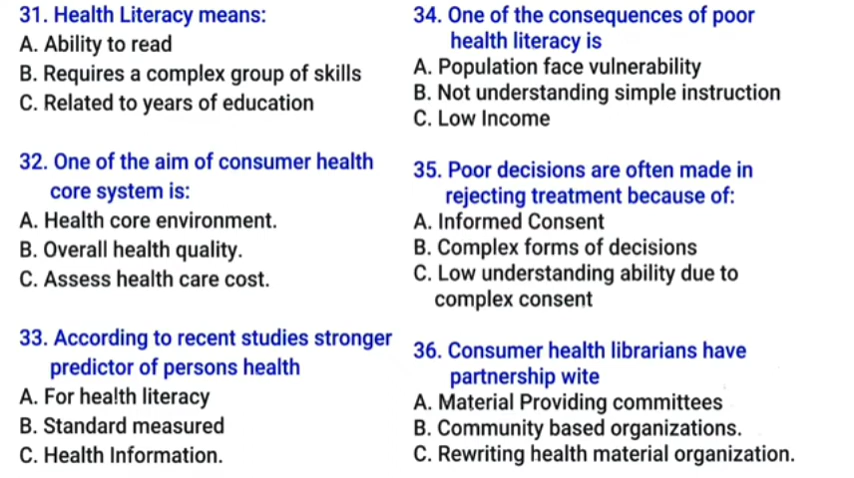 31. Health Literacy means:
A. Ability to read
B. Requires a complex group of skills
C. Related to years of education
32. One of the aim of consumer health
core system is:
A. Health core environment.
B. Overall health quality.
C. Assess health care cost.
33. According to recent studies stronger
predictor of persons health
A. For health literacy
B. Standard measured
C. Health Information.
34. One of the consequences of poor
health literacy is
A. Population face vulnerability
B. Not understanding simple instruction
C. Low Income
35. Poor decisions are often made in
rejecting treatment because of:
A. Informed Consent
B. Complex forms of decisions
C. Low understanding ability due to
complex consent
36. Consumer health librarians have
partnership wite
A. Material Providing committees
B. Community based organizations.
C. Rewriting health material organization.